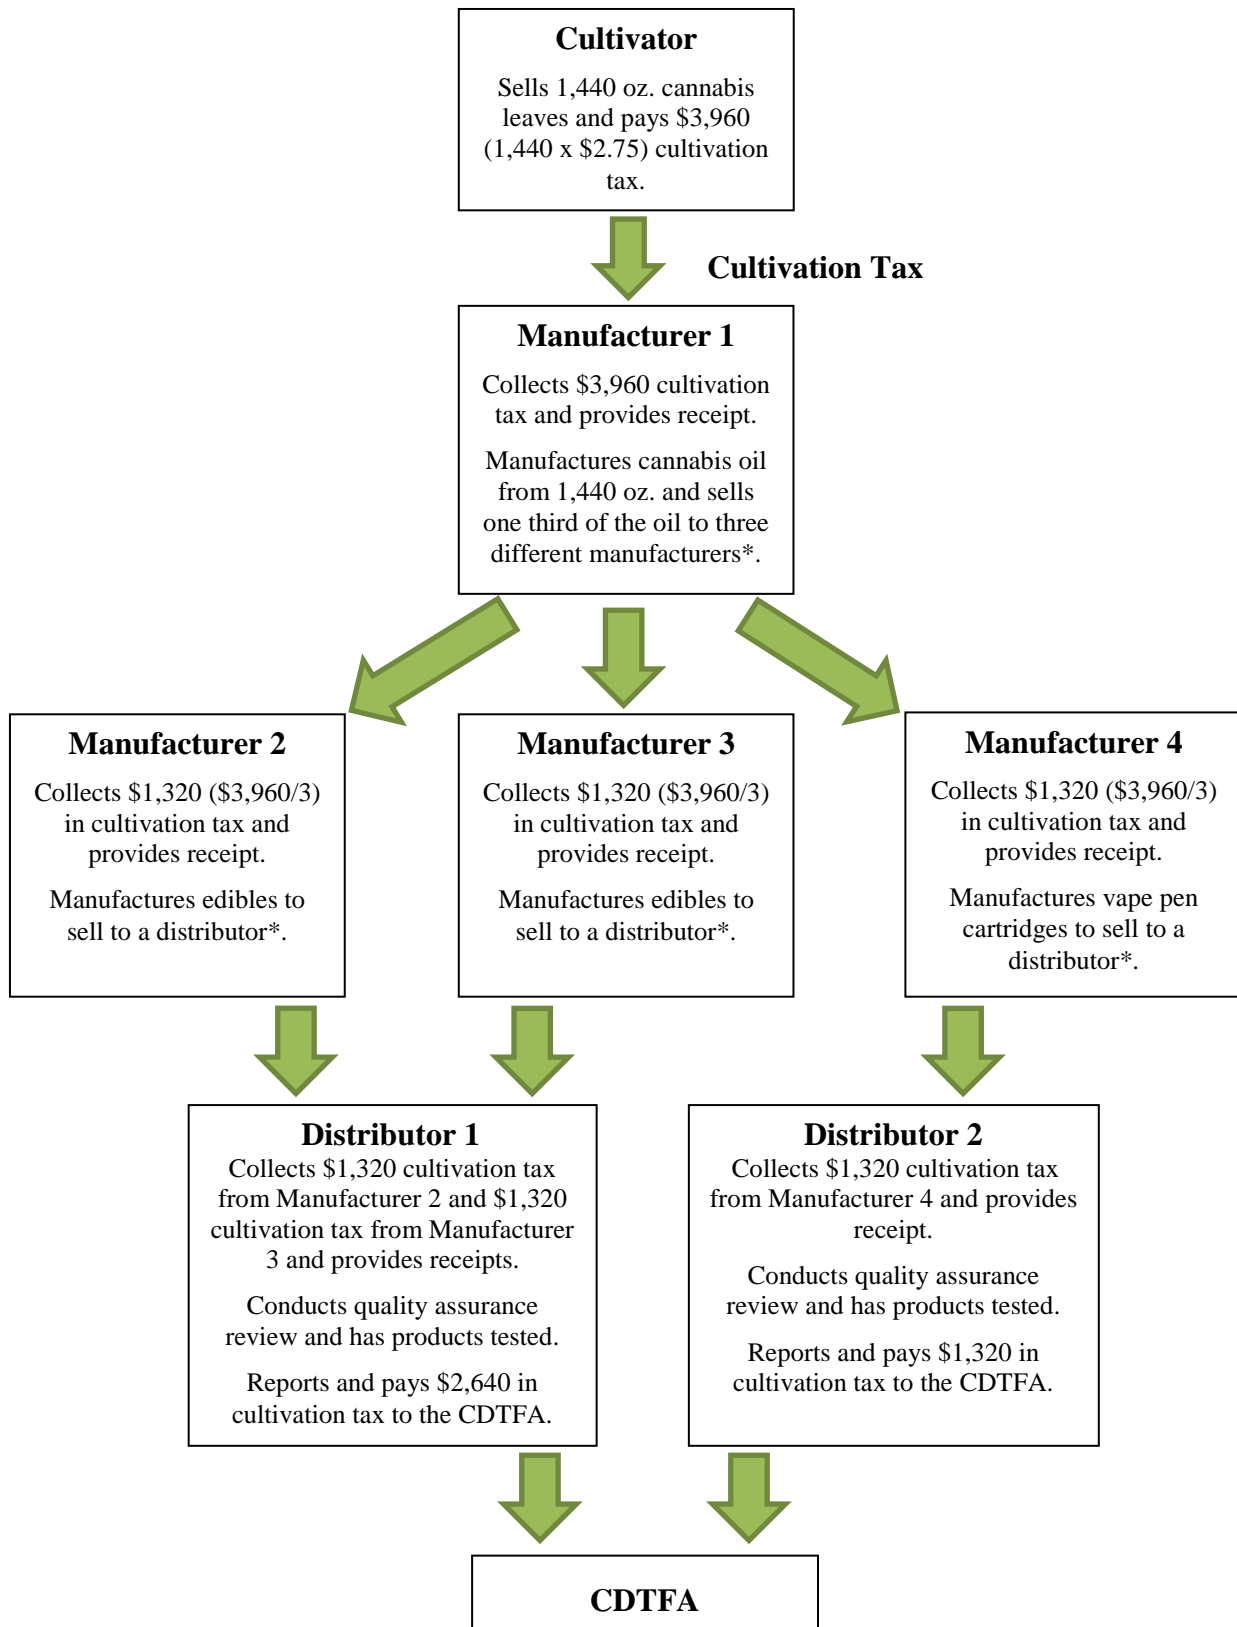 Cultivator
Sells 1,440 oz. cannabis
leaves and pays $3,960
(1,440 x $2.75) cultivation
tax.
Cultivation Tax
Manufacturer 1
Collects $3,960 cultivation
tax and provides receipt.
Manufactures cannabis oil
from 1,440 oz. and sells
one third of the oil to three
different manufacturers*.
Manufacturer 2
Collects $1,320 ($3,960/3)
in cultivation tax and
provides receipt.
Manufactures edibles to
sell to a distributor*.
Manufacturer 3
Collects $1,320 ($3,960/3)
in cultivation tax and
provides receipt.
Manufactures edibles to
sell to a distributor*.
Manufacturer 4
Collects $1,320 ($3,960/3)
in cultivation tax and
provides receipt.
Manufactures vape pen
cartridges to sell to a
distributor*.
Distributor 1
Collects $1,320 cultivation tax
from Manufacturer 2 and $1,320
cultivation tax from Manufacturer
3 and provides receipts.
Conducts quality assurance
review and has products tested.
Reports and pays $2,640 in
cultivation tax to the CDTFA.
Distributor 2
Collects $1,320 cultivation tax
from Manufacturer 4 and provides
receipt.
Conducts quality assurance
review and has products tested.
Reports and pays $1,320 in
cultivation tax to the CDTFA.
CDTFA